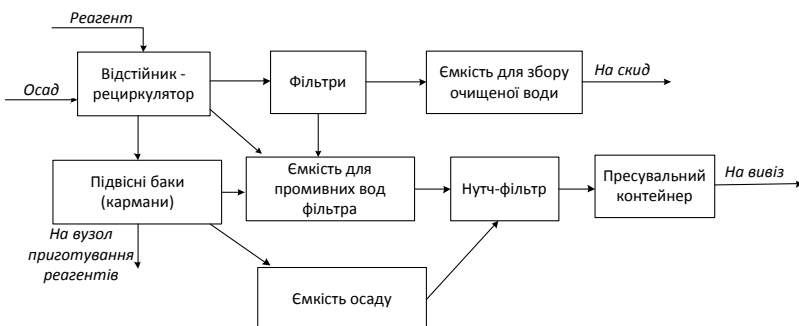 Реагент
Відстійник -
рециркулятор
Фільтри
Ємкість для збору
очищеної води
На скид
Осад
Підвісні баки
(кармани)
Ємкість для
промивних вод
фільтра
Нутч-фільтр
Пресувальний
контейнер
На вивіз
На вузол
приготування
реагентів
Ємкість осаду